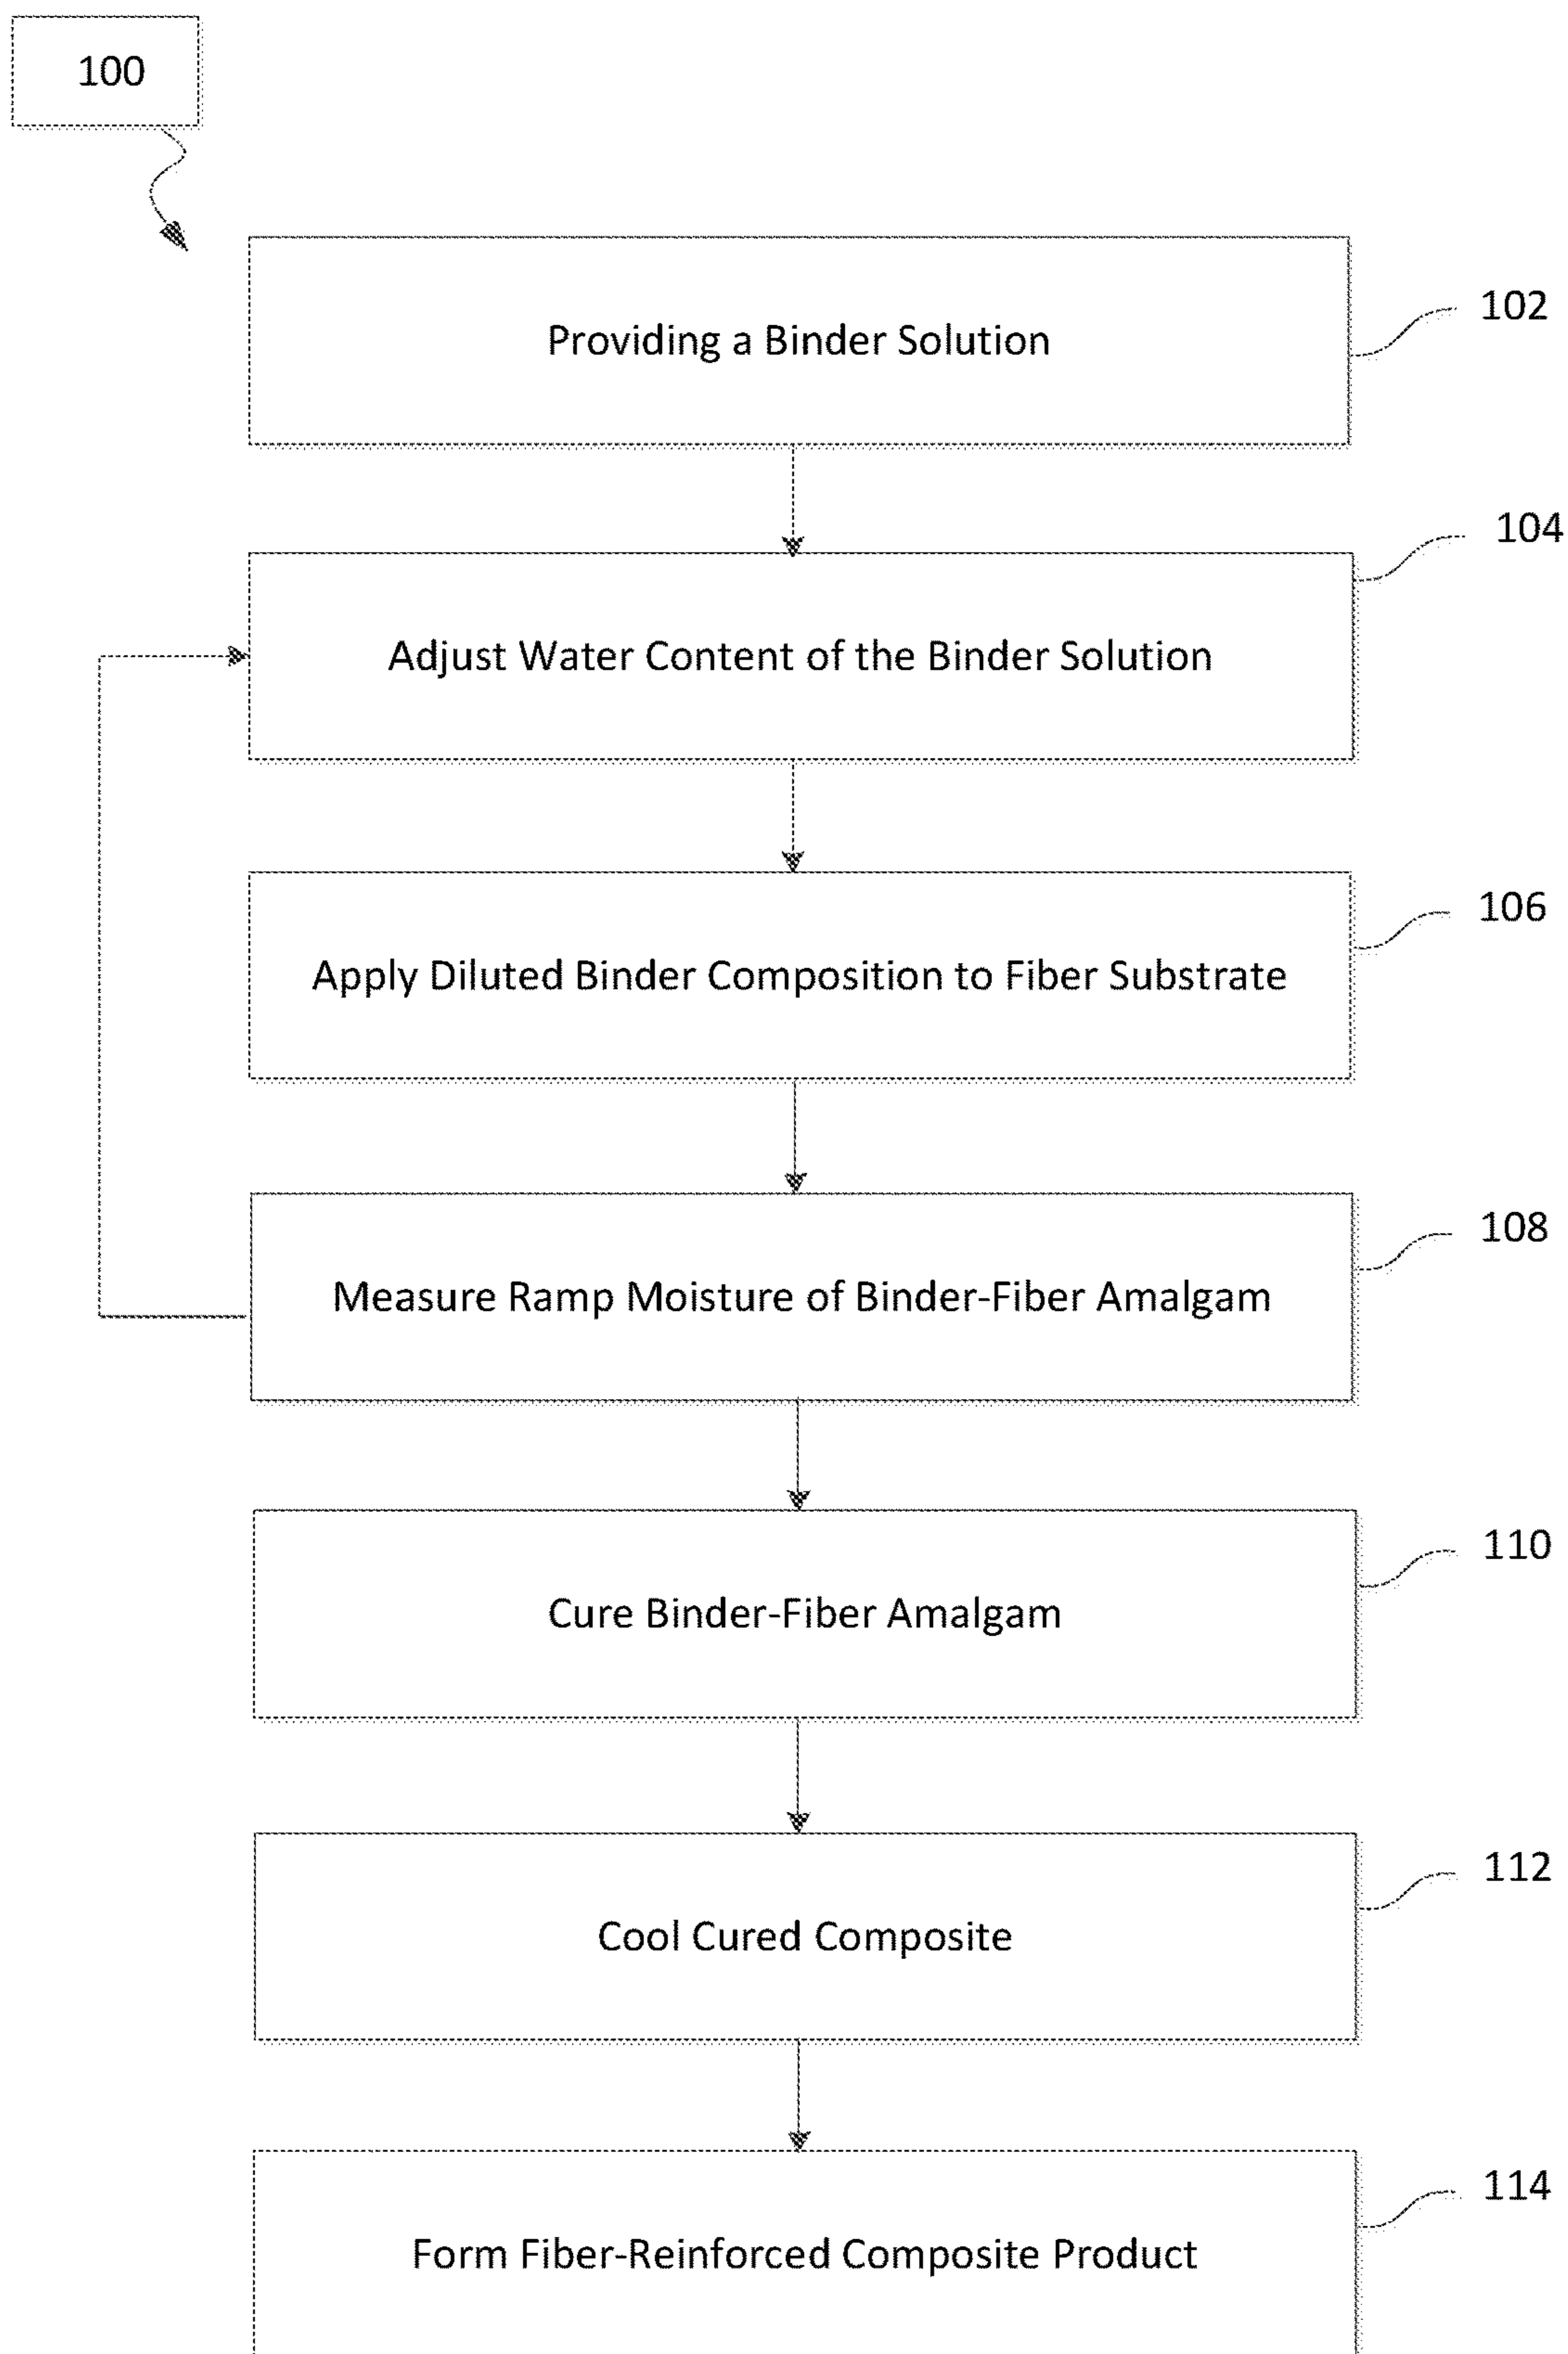 100
Providing a Binder Solution
102
Adjust Water Content of the Binder Solution
104
Apply Diluted Binder Composition to Fiber Substrate
106
Measure Ramp Moisture of Binder-Fiber Amalgam
108
Cure Binder-Fiber Amalgam
110
Cool Cured Composite
112
Form Fiber-Reinforced Composite Product
114